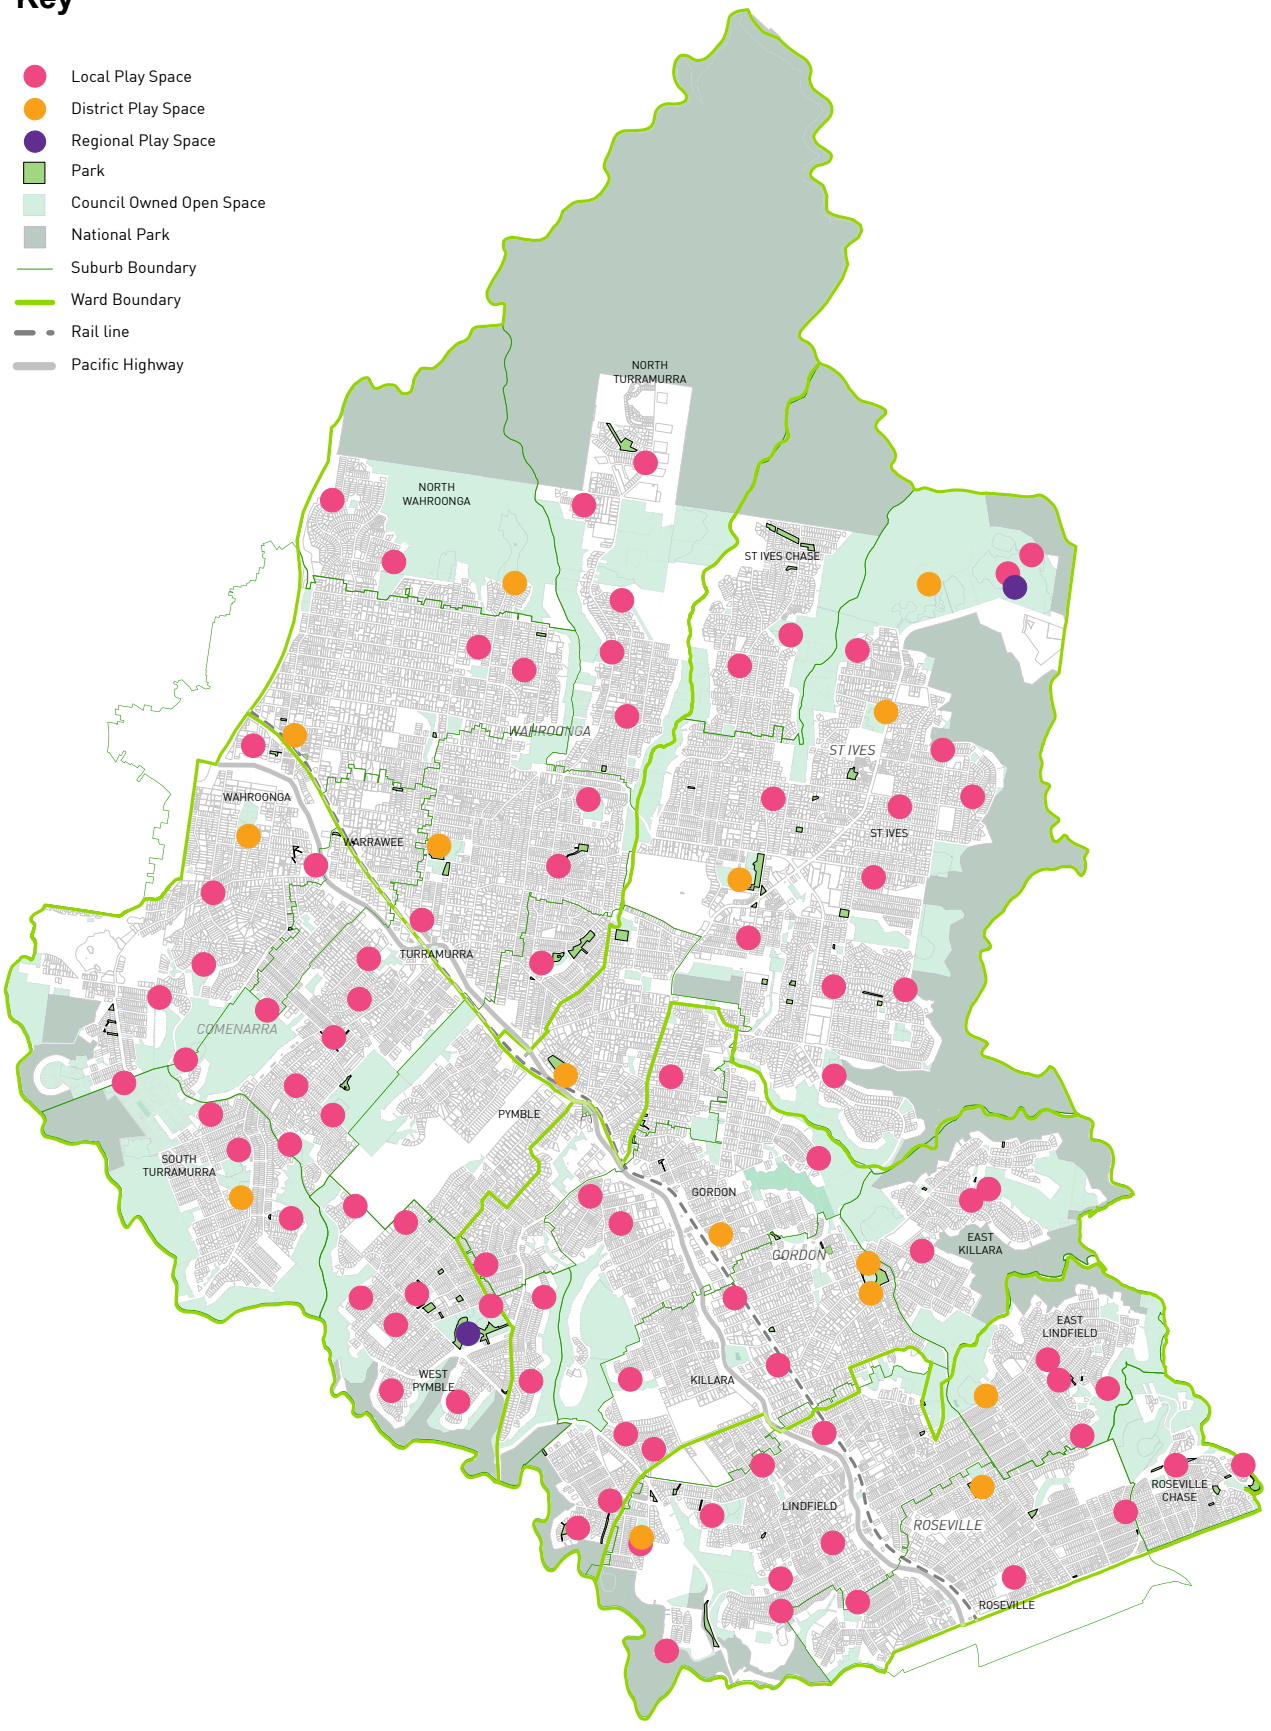 Key
Local Play Space
District Play Space
Regional Play Space
Park
Council Owned Open Space
National Park
Suburb Boundary
Ward Boundary
Rail line
Pacific Highway
NORTH
TURRAMURRA
NORTH
WAHROONGA
ST IVES CHASE
WAHROONGA
ST IVES
WAHROONGA
ST IVES
WARRAWEE
TURRAMURRA
COMENARRA
PYMBLE
SOUTH
TURRAMURRA
GORDON
EAST
KILLARA
GORDON
EAST
LINDFIELD
WEST
PYMBLE
KILLARA
ROSEVILLE
CHASE
LINDFIELD
ROSEVILLE
ROSEVILLE